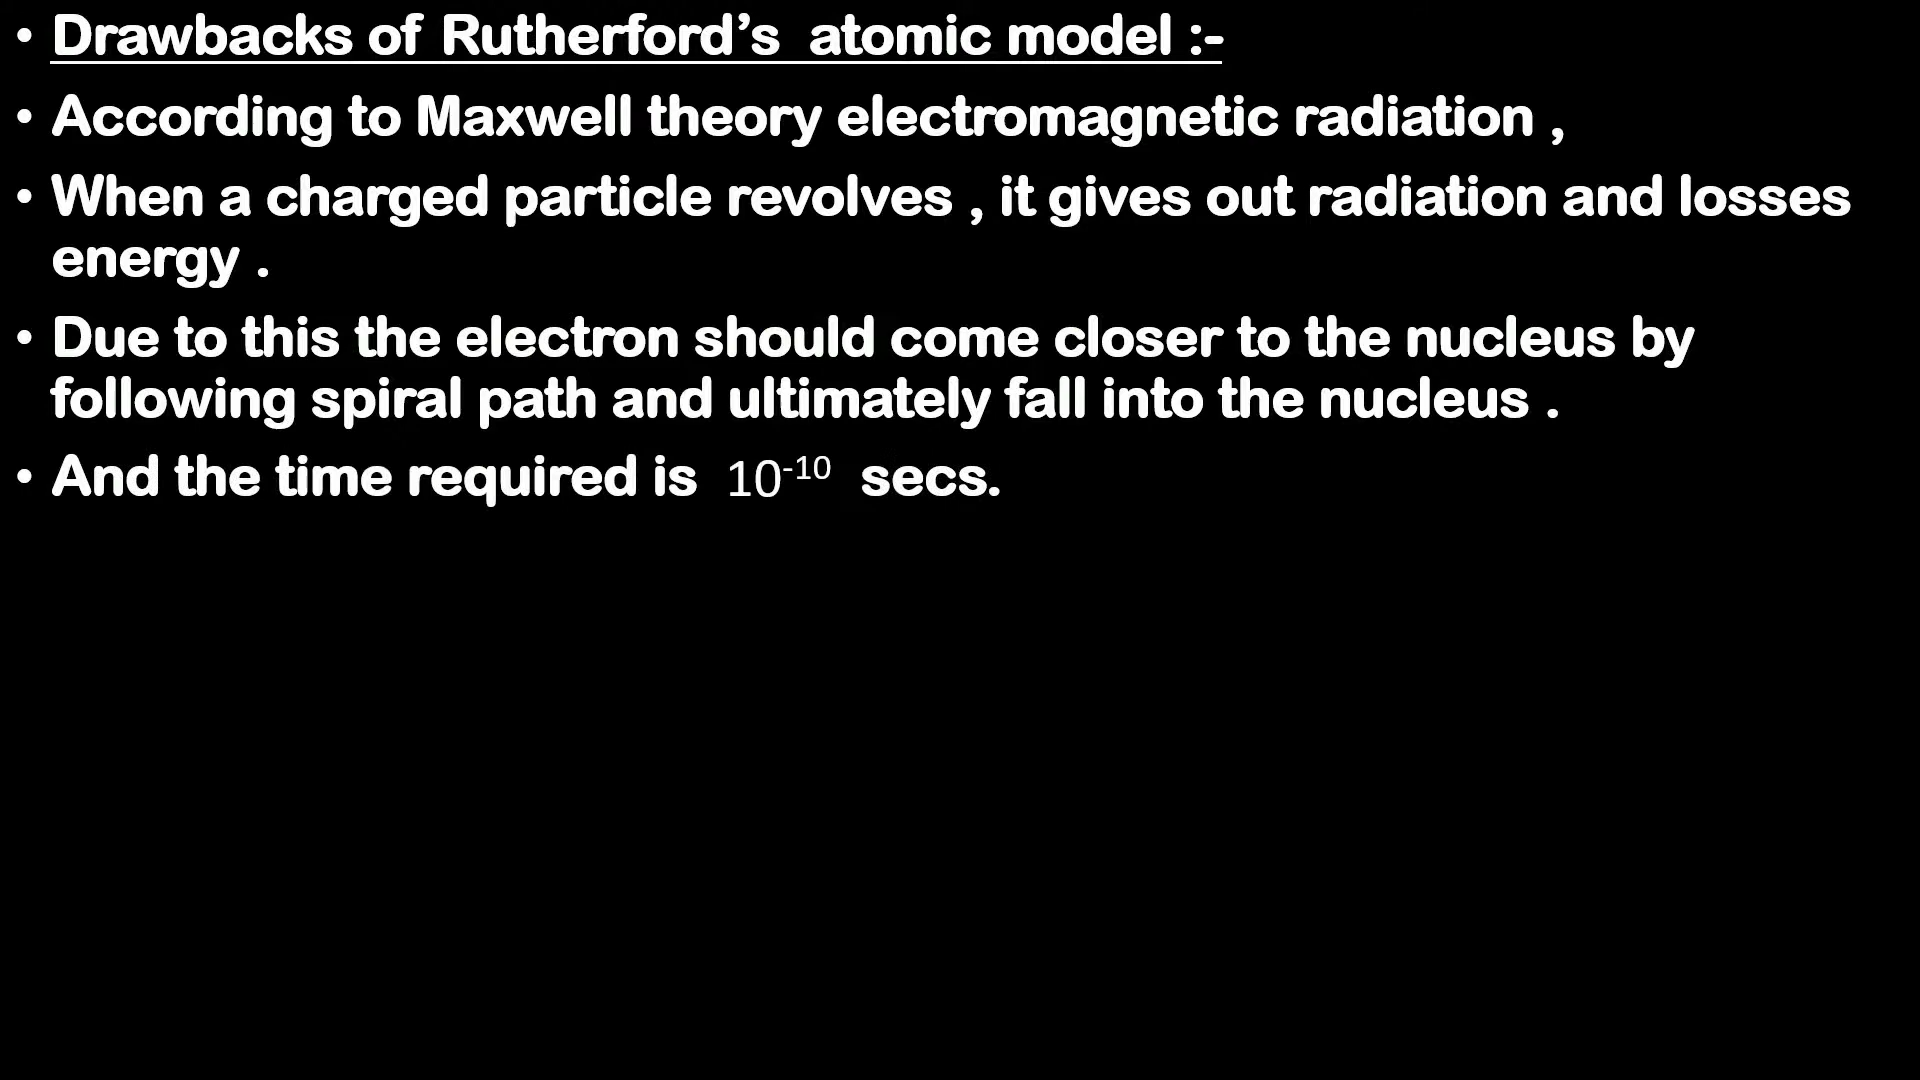 • Drawbacks of Rutherford’s  atomic model :-
• According to Maxwell theory electromagnetic radiation ,
• When a charged particle revolves , it gives out radiation and losses
energy .
• Due to this the electron should come closer to the nucleus by
following spiral path and ultimately fall into the nucleus .
• And the time required is  10⁻¹⁰  secs.